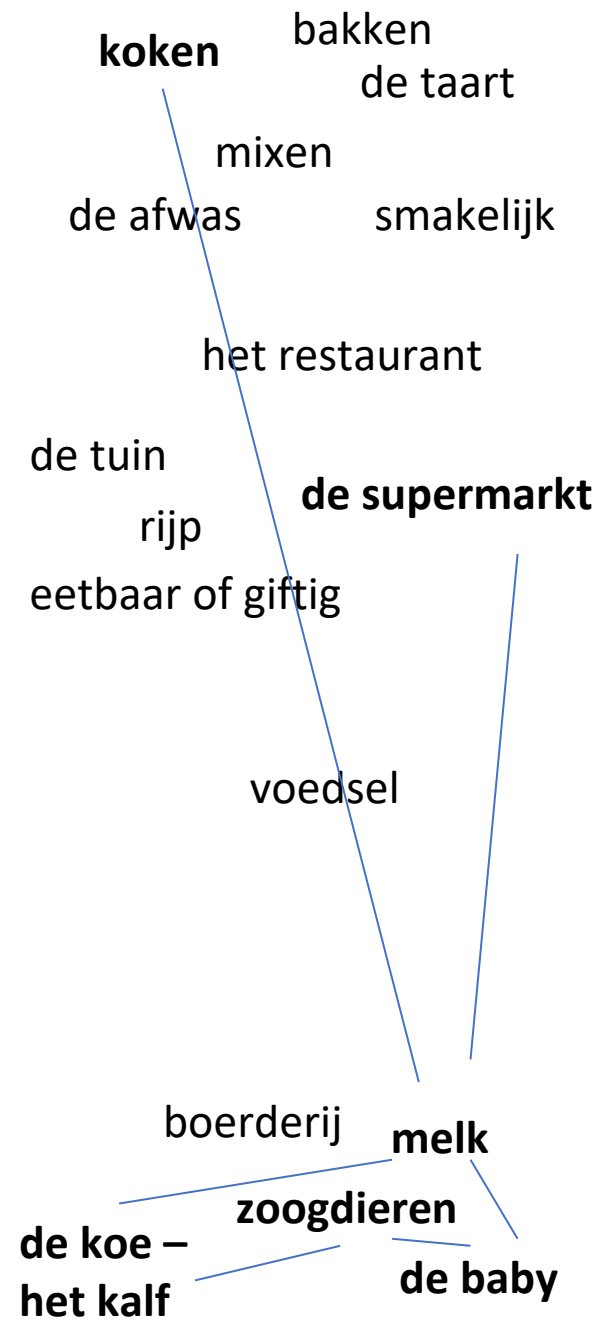 koken
bakken
de taart
mixen
de afwas
smakelijk
het restaurant
de tuin
de supermarkt
rijp
eetbaar of giftig
voedsel
boerderij
melk
zoogdieren
de koe –
het kalf
de baby